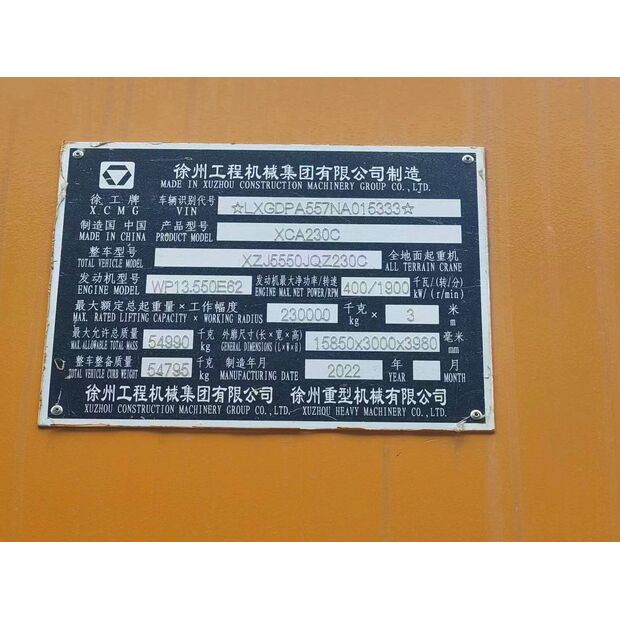 徐州工程机械集团有限公司制造
MADE IN XUZHOU CONSTRUCTION MACHINERY GROUP CO., LTD.
徐工牌 车辆识别代号
XCMG VIN ☆LXGDPA557NA015333☆
制造国 中国 产品型号
MADE IN CHINA PRODUCT MODEL XCA230C
整车型号 全地面起重机
TOTAL VEHICLE MODEL XZJ5550JQZ230C ALL TERRAIN CRANE
发动机型号 发动机最大净功率/转速 千瓦/(转/分)
ENGINE MODEL WP13.550E62 ENGINE MAX. NET POWER/RPM 400/1900 kW/(r/min)
最大额定总起重量×工作幅度 千克 米
MAX. RATED LIFTING CAPACITY × WORKING RADIUS 230000 kg × 3 m
最大允许总质量 千克 外廓尺寸(长×宽×高) 毫米
MAX. ALLOWABLE TOTAL MASS 54990 kg GENERAL DIMENSIONS (L×W×H) 15850x3000x3980 mm
整车整备质量 千克 制造年月 年 月
TOTAL VEHICLE CURB WEIGHT 54795 kg MANUFACTURING DATE 2022 YEAR MONTH
徐州工程机械集团有限公司 徐州重型机械有限公司
XUZHOU CONSTRUCTION MACHINERY GROUP CO., LTD. XUZHOU HEAVY MACHINERY CO., LTD.